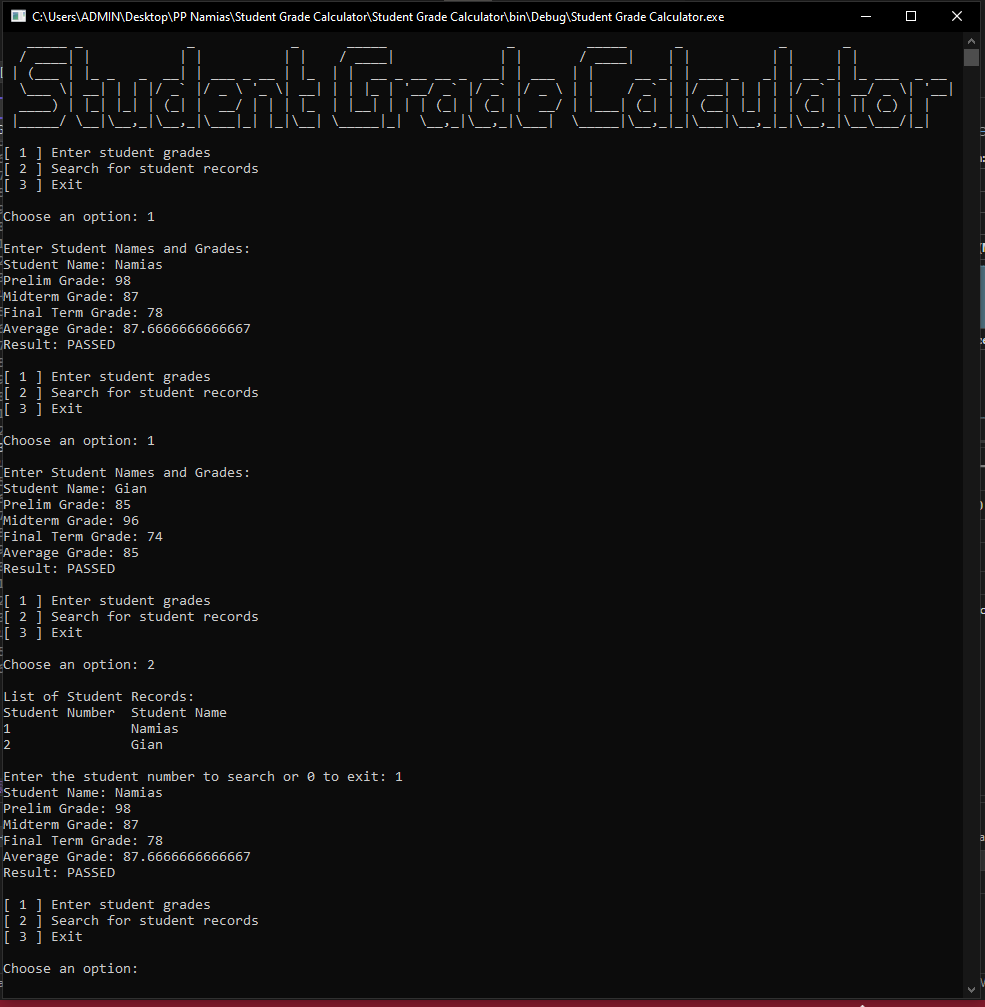 C:\Users\ADMIN\Desktop\PP Namias\Student Grade Calculator\Student Grade Calculator\bin\Debug\Student Grade Calculator.exe
Student Grade Calculator
[ 1 ] Enter student grades
[ 2 ] Search for student records
[ 3 ] Exit
Choose an option: 1
Enter Student Names and Grades:
Student Name: Namias
Prelim Grade: 98
Midterm Grade: 87
Final Term Grade: 78
Average Grade: 87.6666666666667
Result: PASSED
[ 1 ] Enter student grades
[ 2 ] Search for student records
[ 3 ] Exit
Choose an option: 1
Enter Student Names and Grades:
Student Name: Gian
Prelim Grade: 85
Midterm Grade: 96
Final Term Grade: 74
Average Grade: 85
Result: PASSED
[ 1 ] Enter student grades
[ 2 ] Search for student records
[ 3 ] Exit
Choose an option: 2
List of Student Records:
Student Number  Student Name
1               Namias
2               Gian
Enter the student number to search or 0 to exit: 1
Student Name: Namias
Prelim Grade: 98
Midterm Grade: 87
Final Term Grade: 78
Average Grade: 87.6666666666667
Result: PASSED
[ 1 ] Enter student grades
[ 2 ] Search for student records
[ 3 ] Exit
Choose an option: